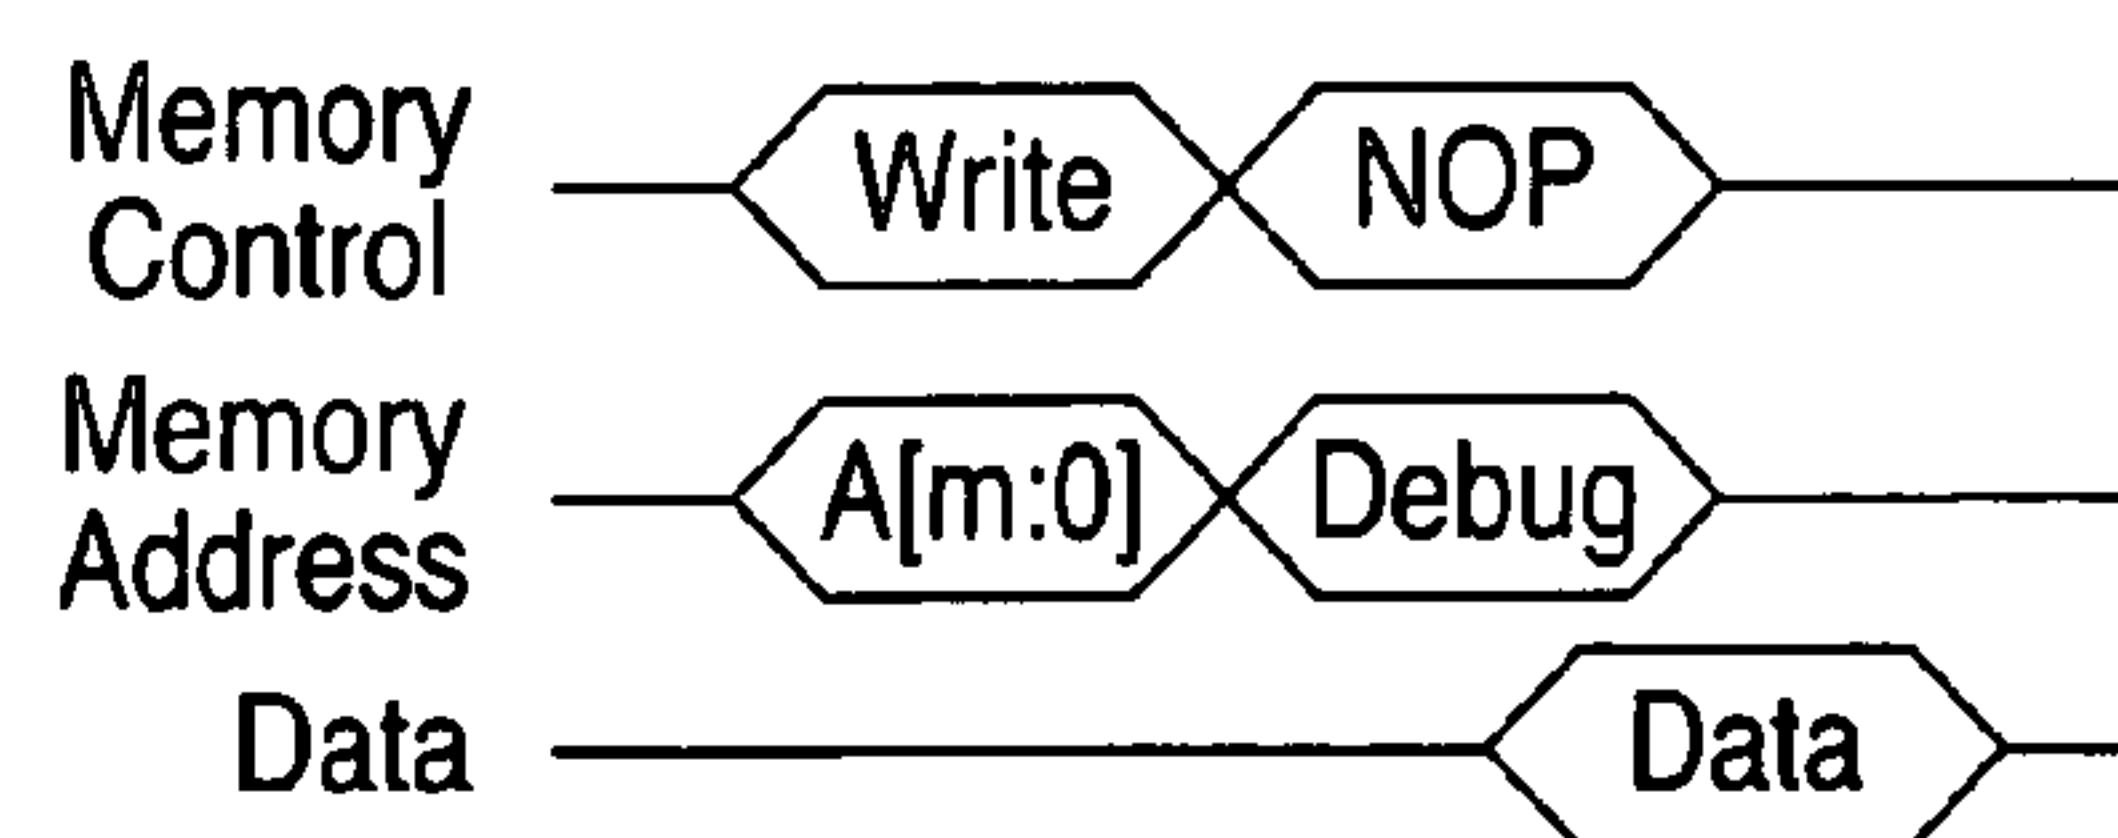 Memory
Control
Write
NOP
Memory
Address
A[m:0]
Debug
Data
Data